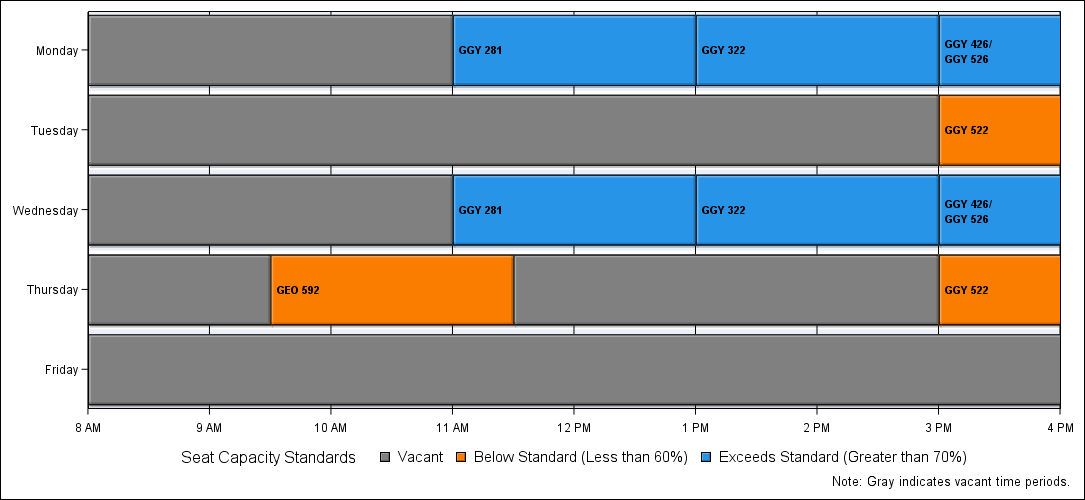 Monday
GGY 281
GGY 322
GGY 426/
GGY 526
Tuesday
GGY 522
Wednesday
GGY 281
GGY 322
GGY 426/
GGY 526
Thursday
GEO 592
GGY 522
Friday
8 AM 9 AM 10 AM 11 AM 12 PM 1 PM 2 PM 3 PM 4 PM
Seat Capacity Standards Vacant Below Standard (Less than 60%) Exceeds Standard (Greater than 70%)
Note: Gray indicates vacant time periods.